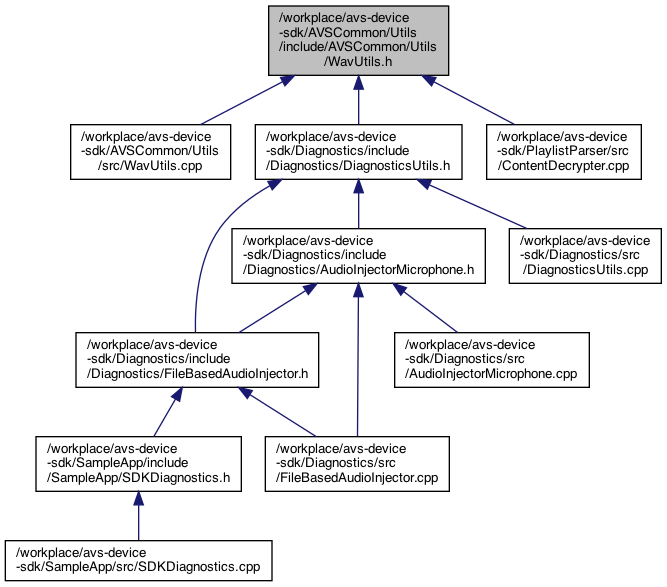 /workplace/avs-device
-sdk/AVSCommon/Utils
/include/AVSCommon/Utils
/WavUtils.h
/workplace/avs-device
-sdk/AVSCommon/Utils
/src/WavUtils.cpp
/workplace/avs-device
-sdk/Diagnostics/include
/Diagnostics/DiagnosticsUtils.h
/workplace/avs-device
-sdk/PlaylistParser/src
/ContentDecrypter.cpp
/workplace/avs-device
-sdk/Diagnostics/include
/Diagnostics/AudioInjectorMicrophone.h
/workplace/avs-device
-sdk/Diagnostics/src
/DiagnosticsUtils.cpp
/workplace/avs-device
-sdk/Diagnostics/include
/Diagnostics/FileBasedAudioInjector.h
/workplace/avs-device
-sdk/Diagnostics/src
/AudioInjectorMicrophone.cpp
/workplace/avs-device
-sdk/SampleApp/include
/SampleApp/SDKDiagnostics.h
/workplace/avs-device
-sdk/Diagnostics/src
/FileBasedAudioInjector.cpp
/workplace/avs-device
-sdk/SampleApp/src/SDKDiagnostics.cpp